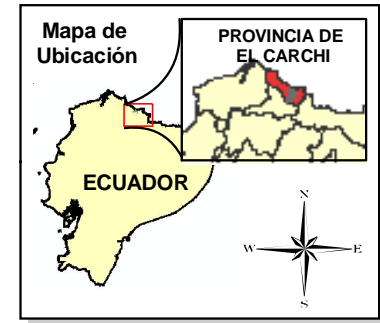 Mapa de
Ubicación
PROVINCIA DE
EL CARCHI
ECUADOR
N
W
E
S